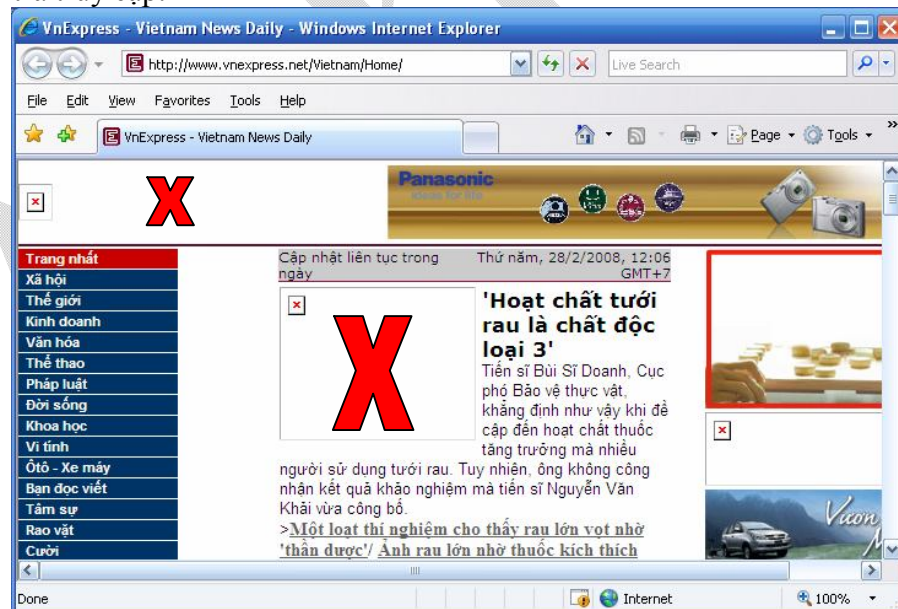 VnExpress - Vietnam News Daily - Windows Internet Explorer
http://www.vnexpress.net/Vietnam/Home/
Live Search
File Edit View Favorites Tools Help
VnExpress - Vietnam News Daily
Page Tools
Panasonic
ideas for life
Trang nhất
Xã hội
Thế giới
Kinh doanh
Văn hóa
Thể thao
Pháp luật
Đời sống
Khoa học
Vi tính
Ôtô - Xe máy
Bạn đọc viết
Tâm sự
Rao vặt
Cười
Cập nhật liên tục trong
ngày
Thứ năm, 28/2/2008, 12:06
GMT+7
'Hoạt chất tưới
rau là chất độc
loại 3'
Tiến sĩ Bùi Sĩ Doanh, Cục
phó Bảo vệ thực vật,
khẳng định như vậy khi đề
cập đến hoạt chất thuốc
tăng trưởng mà nhiều
người sử dụng tưới rau. Tuy nhiên, ông không công
nhận kết quả khảo nghiệm mà tiến sĩ Nguyễn Văn
Khải vừa công bố.
>Một loạt thí nghiệm cho thấy rau lớn vọt nhờ
'thần dược'/ Ảnh rau lớn nhờ thuốc kích thích
Done
Internet
100%